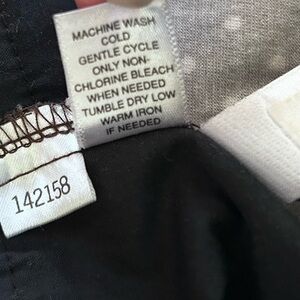 MACHINE WASH
COLD
GENTLE CYCLE
ONLY NON-
CHLORINE BLEACH
WHEN NEEDED
TUMBLE DRY LOW
WARM IRON
IF NEEDED
142158